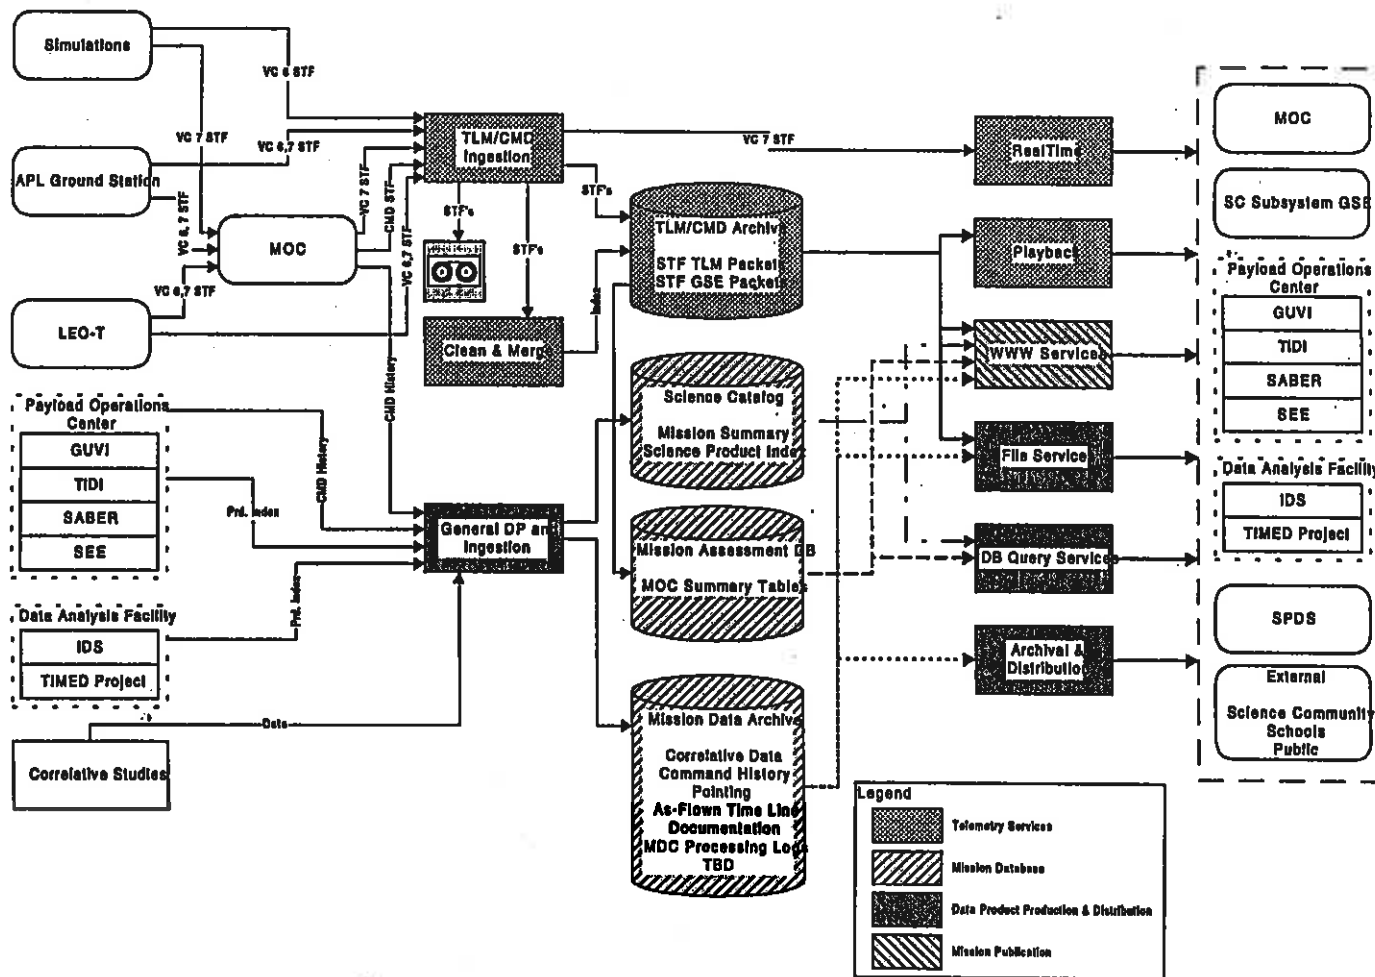 Simulations
VC 6 STF
VC 7 STF
VC 6,7 STF
APL Ground Station
VC 6, 7 STF
MOC
VC 7 STF
CMD STF
VC 6,7 STF
VC 6,7 STF
LEO-T
CMD History
TLM/CMD
Ingestion
STF's
STF's
STF's
Clean & Merge
Index
VC 7 STF
TLM/CMD Archive
STF TLM Packets
STF GSE Packets
Science Catalog
Mission Summary
Science Product Index
Mission Assessment DB
MOC Summary Tables
Mission Data Archive
Correlative Data
Command History
Pointing
As-Flown Time Line
Documentation
MDC Processing Logs
TBD
Payload Operations
Center
GUVI
TIDI
SABER
SEE
CMD History
Prd. Index
Prd. Index
General DP an
Ingestion
Data Analysis Facility
IDS
TIMED Project
Data
Correlative Studies
RealTime
Playback
WWW Services
File Service
DB Query Services
Archival &
Distribution
MOC
SC Subsystem GSE
Payload Operations
Center
GUVI
TIDI
SABER
SEE
Data Analysis Facility
IDS
TIMED Project
SPDS
External
Science Community
Schools
Public
Legend
Telemetry Services
Mission Database
Data Product Production & Distribution
Mission Publication